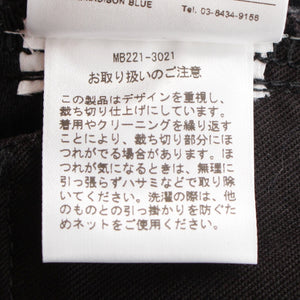 MADISON BLUE
Tel. 03-6434-9158
MB221-3021
お取り扱いのご注意
この製品はデザインを重視し、
裁ち切り仕上げにしています。
着用やクリーニングを繰り返す
ことにより、裁ち切り部分にほ
つれがでる場合があります。ほ
つれが気になるときは、無理に
引っ張らずハサミなどで取り除
いてください。洗濯の際は、他
のものとの引っ掛かりを防ぐた
めネットをご使用ください。